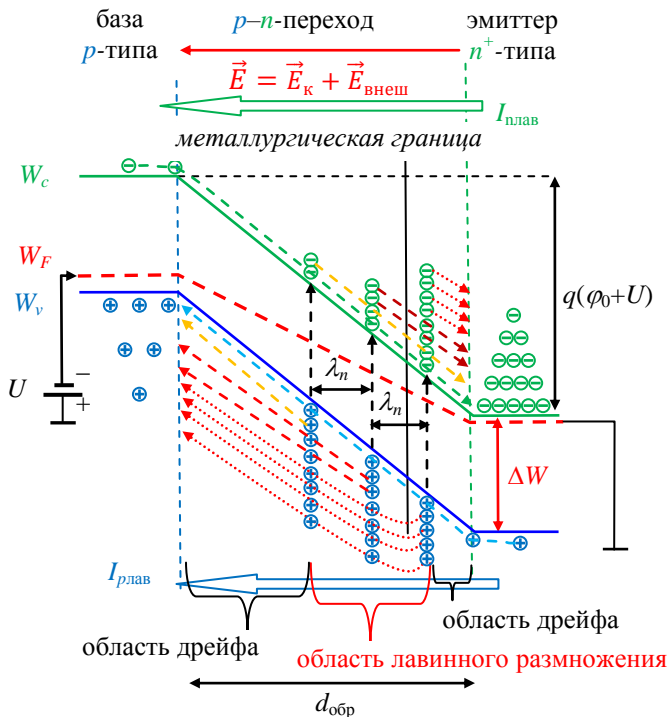 база
p-типа
p–n-переход
эмиттер
n⁺-типа
E⃗ = E⃗к + E⃗внеш
Iплав
металлургическая граница
Wc
WF
Wv
q(φ₀+U)
U
−
+
λn
λn
ΔW
Ipлав
область дрейфа
область дрейфа
область лавинного размножения
dобр